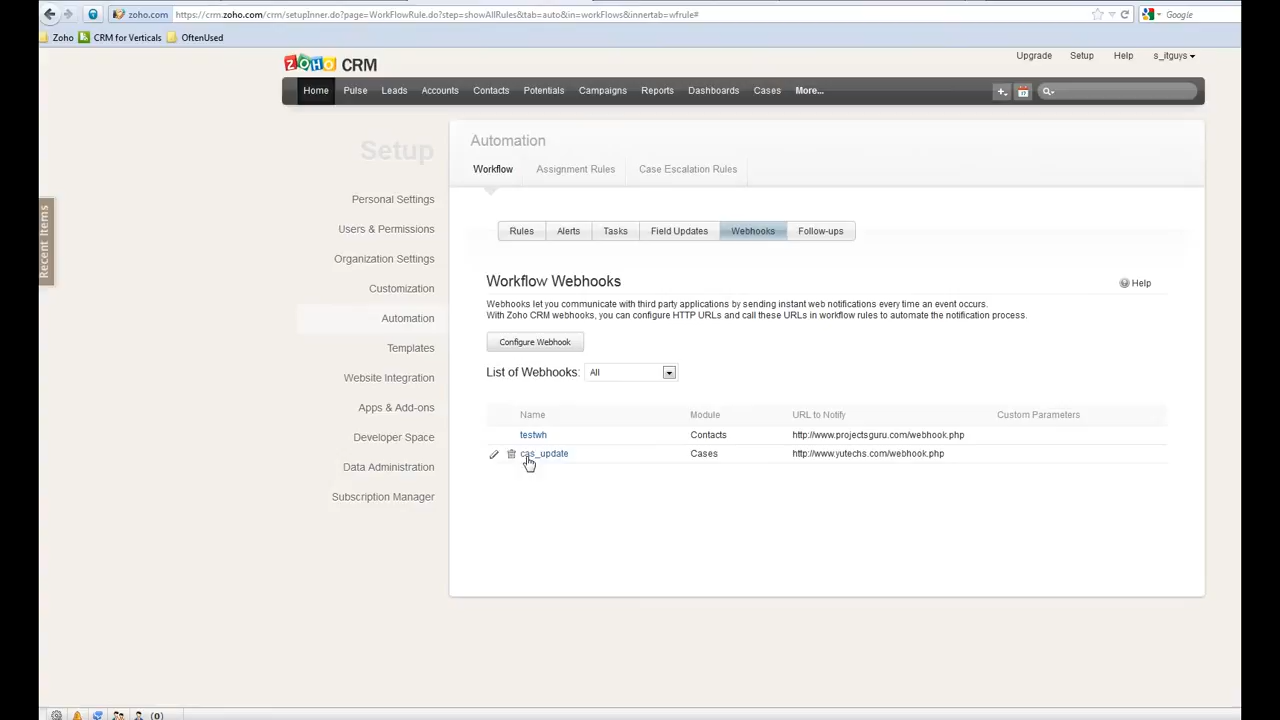 zoho.com
https://crm.zoho.com/crm/setupInner.do?page=WorkFlowRule.do?step=showAllRules&tab=auto&in=workFlows&innertab=wfrule#
Google
Zoho
CRM for Verticals
OftenUsed
ZOHO CRM
Upgrade
Setup
Help
s_itguys
Home
Pulse
Leads
Accounts
Contacts
Potentials
Campaigns
Reports
Dashboards
Cases
More...
Setup
Personal Settings
Users & Permissions
Organization Settings
Customization
Automation
Templates
Website Integration
Apps & Add-ons
Developer Space
Data Administration
Subscription Manager
Recent Items
Automation
Workflow
Assignment Rules
Case Escalation Rules
Rules
Alerts
Tasks
Field Updates
Webhooks
Follow-ups
Workflow Webhooks
Help
Webhooks let you communicate with third party applications by sending instant web notifications every time an event occurs.
With Zoho CRM webhooks, you can configure HTTP URLs and call these URLs in workflow rules to automate the notification process.
Configure Webhook
List of Webhooks: All
Name Module URL to Notify Custom Parameters
testwh Contacts http://www.projectsguru.com/webhook.php
cas_update Cases http://www.yutechs.com/webhook.php
(0)